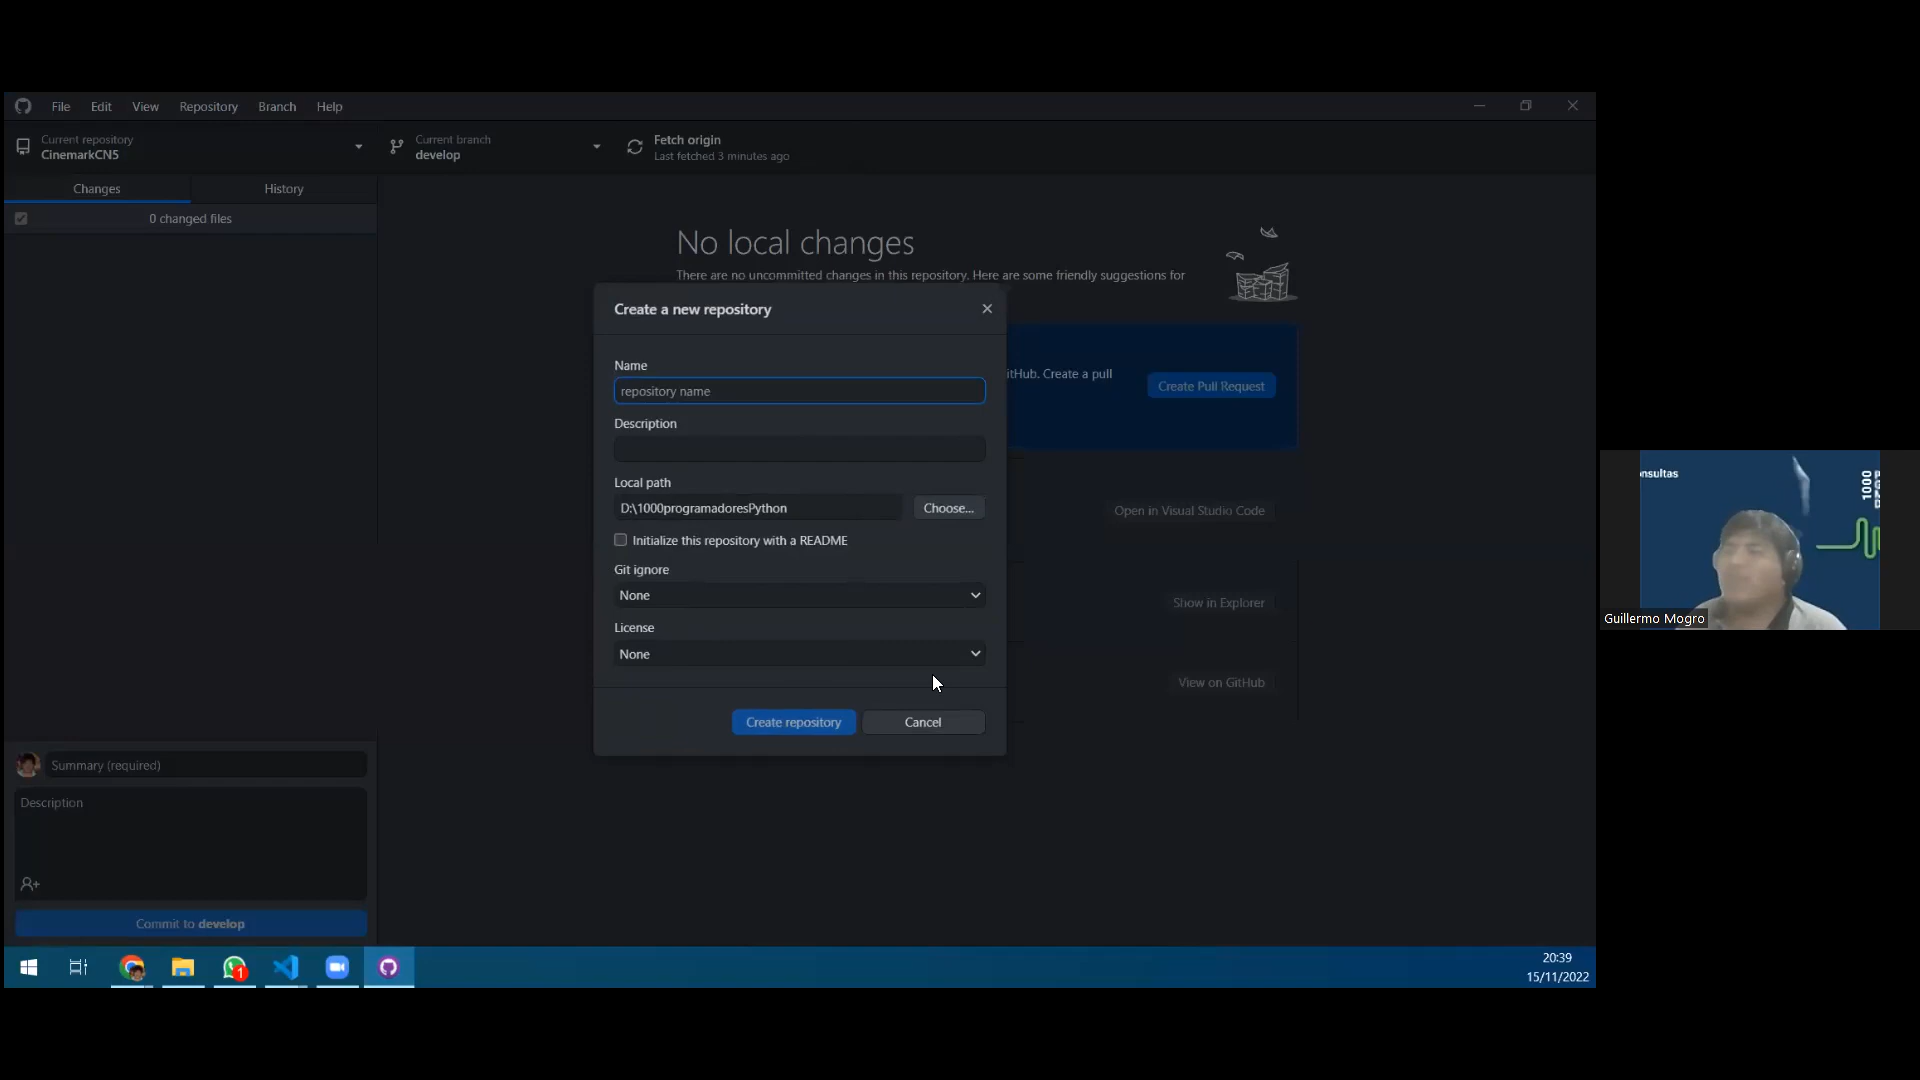 File Edit View Repository Branch Help
Current repository
CinemarkCN5
Current branch
develop
Fetch origin
Last fetched 3 minutes ago
Changes
History
0 changed files
No local changes
There are no uncommitted changes in this repository. Here are some friendly suggestions for
Create a new repository
itHub. Create a pull
Create Pull Request
Name
repository name
Description
Local path
D:\1000programadoresPython
Choose...
Open in Visual Studio Code
Initialize this repository with a README
Git ignore
None
Show in Explorer
License
None
View on GitHub
Create repository
Cancel
Summary (required)
Description
Commit to develop
1
20:39
15/11/2022
nsultas
1000
Guillermo Mogro